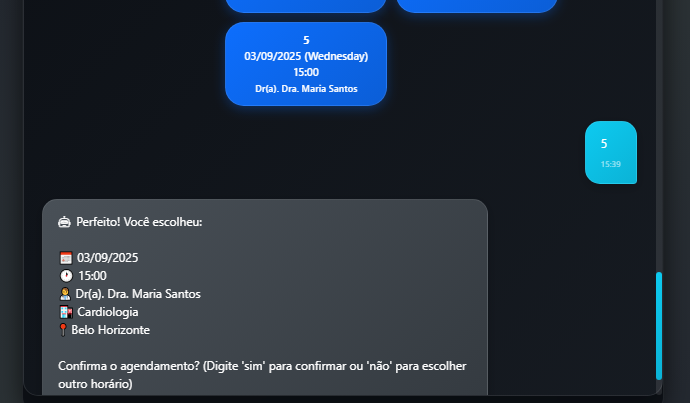 5
03/09/2025 (Wednesday)
15:00
Dr(a). Dra. Maria Santos
5
15:39
Perfeito! Você escolheu:
03/09/2025
15:00
Dr(a). Dra. Maria Santos
Cardiologia
Belo Horizonte
Confirma o agendamento? (Digite 'sim' para confirmar ou 'não' para escolher
outro horário)